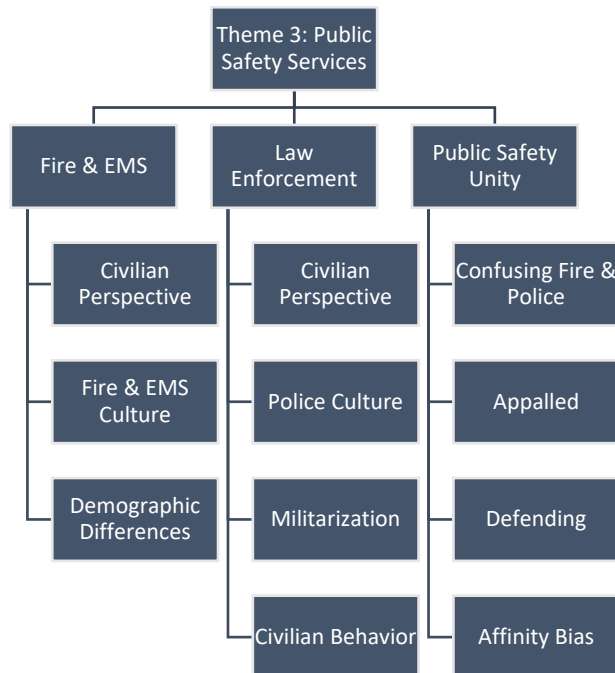 Theme 3: Public
Safety Services
Fire & EMS
Law
Enforcement
Public Safety
Unity
Civilian
Perspective
Civilian
Perspective
Confusing Fire &
Police
Fire & EMS
Culture
Police Culture
Appalled
Demographic
Differences
Militarization
Defending
Civilian Behavior
Affinity Bias